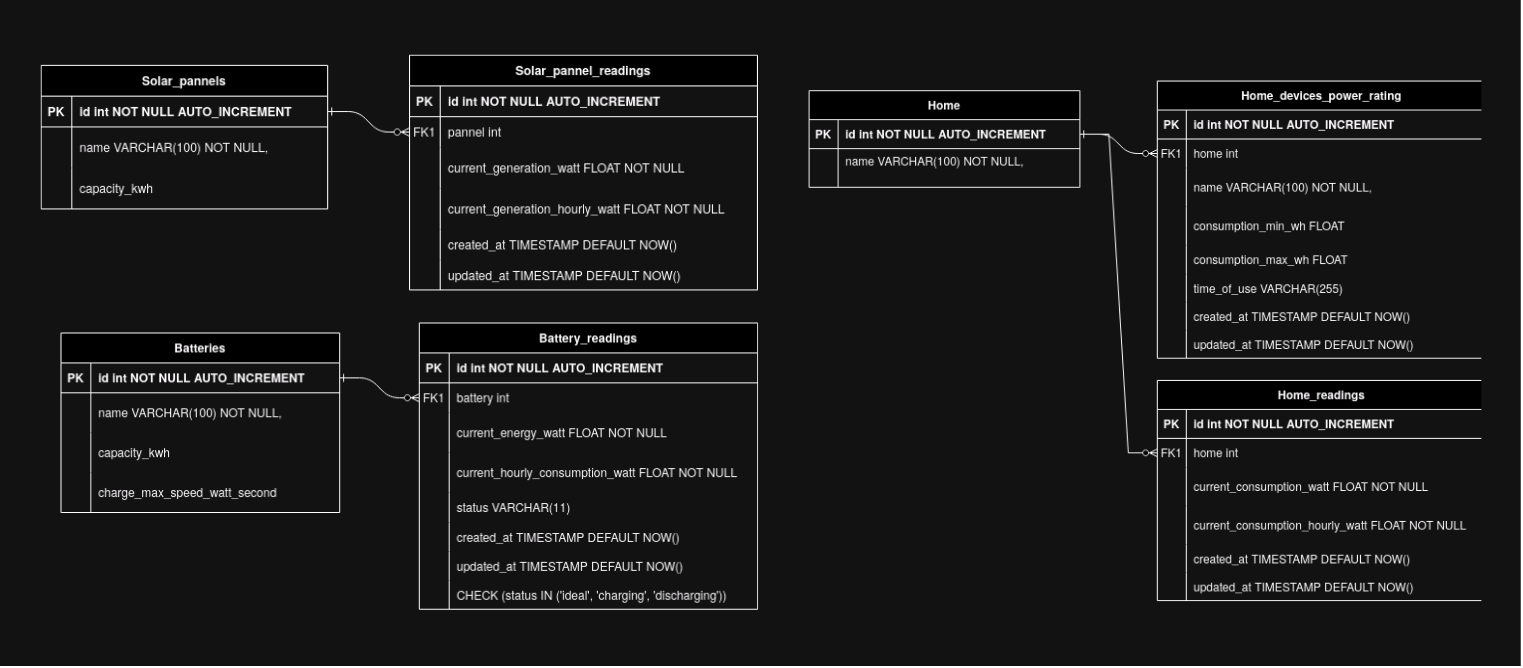 Solar_pannels
PK id int NOT NULL AUTO_INCREMENT
name VARCHAR(100) NOT NULL,
capacity_kwh
Solar_pannel_readings
PK id int NOT NULL AUTO_INCREMENT
FK1 pannel int
current_generation_watt FLOAT NOT NULL
current_generation_hourly_watt FLOAT NOT NULL
created_at TIMESTAMP DEFAULT NOW()
updated_at TIMESTAMP DEFAULT NOW()
Batteries
PK id int NOT NULL AUTO_INCREMENT
name VARCHAR(100) NOT NULL,
capacity_kwh
charge_max_speed_watt_second
Battery_readings
PK id int NOT NULL AUTO_INCREMENT
FK1 battery int
current_energy_watt FLOAT NOT NULL
current_hourly_consumption_watt FLOAT NOT NULL
status VARCHAR(11)
created_at TIMESTAMP DEFAULT NOW()
updated_at TIMESTAMP DEFAULT NOW()
CHECK (status IN ('ideal', 'charging', 'discharging'))
Home
PK id int NOT NULL AUTO_INCREMENT
name VARCHAR(100) NOT NULL,
Home_devices_power_rating
PK id int NOT NULL AUTO_INCREMENT
FK1 home int
name VARCHAR(100) NOT NULL,
consumption_min_wh FLOAT
consumption_max_wh FLOAT
time_of_use VARCHAR(255)
created_at TIMESTAMP DEFAULT NOW()
updated_at TIMESTAMP DEFAULT NOW()
Home_readings
PK id int NOT NULL AUTO_INCREMENT
FK1 home int
current_consumption_watt FLOAT NOT NULL
current_consumption_hourly_watt FLOAT NOT NULL
created_at TIMESTAMP DEFAULT NOW()
updated_at TIMESTAMP DEFAULT NOW()